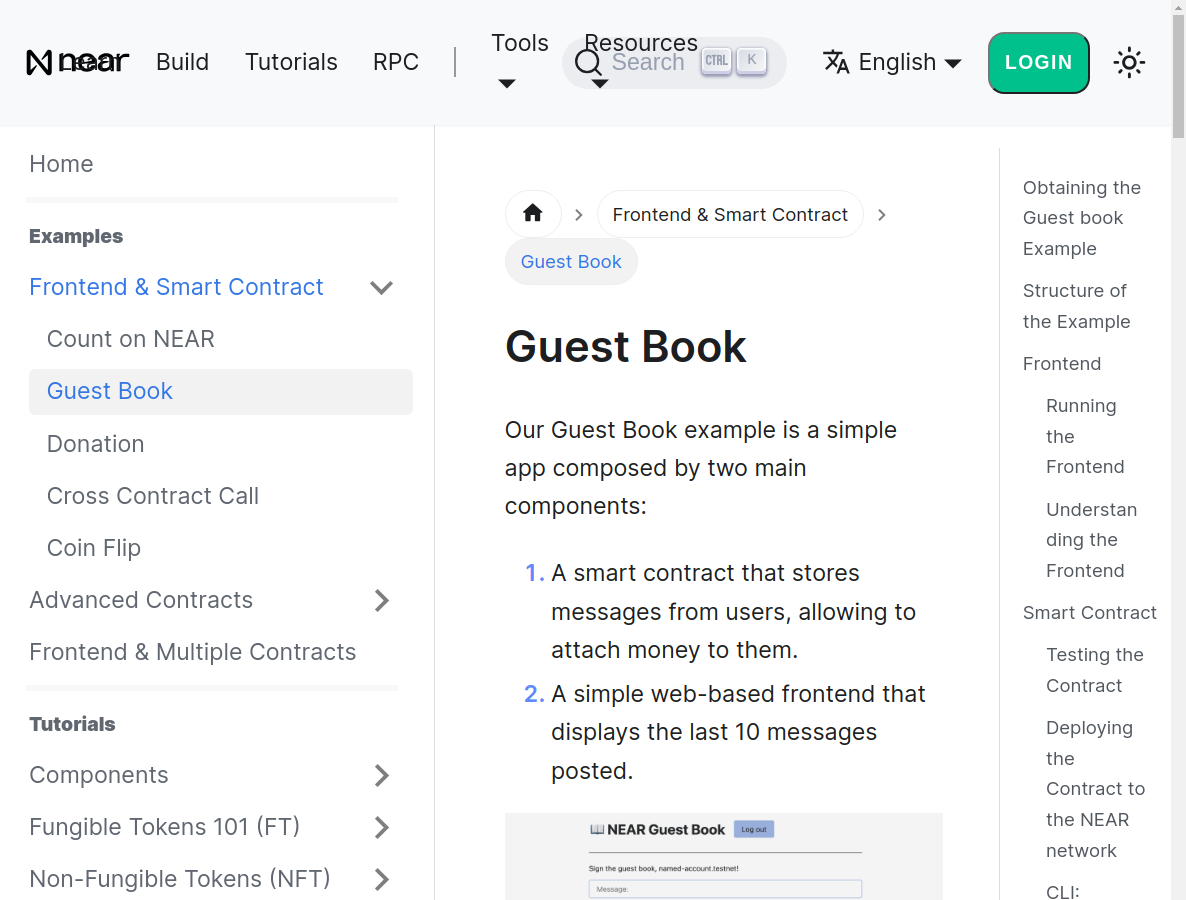 near
Learn
Build
Tutorials
RPC
Tools
Resources
Search
CTRL
K
English
LOGIN
Home
Examples
Frontend & Smart Contract
Count on NEAR
Guest Book
Donation
Cross Contract Call
Coin Flip
Advanced Contracts
Frontend & Multiple Contracts
Tutorials
Components
Fungible Tokens 101 (FT)
Non-Fungible Tokens (NFT)
Frontend & Smart Contract
Guest Book
Guest Book
Our Guest Book example is a simple
app composed by two main
components:
1. A smart contract that stores
messages from users, allowing to
attach money to them.
2. A simple web-based frontend that
displays the last 10 messages
posted.
NEAR Guest Book
Log out
Sign the guest book, named-account.testnet!
Message:
Obtaining the
Guest book
Example
Structure of
the Example
Frontend
Running
the
Frontend
Understan
ding the
Frontend
Smart Contract
Testing the
Contract
Deploying
the
Contract to
the NEAR
network
CLI: